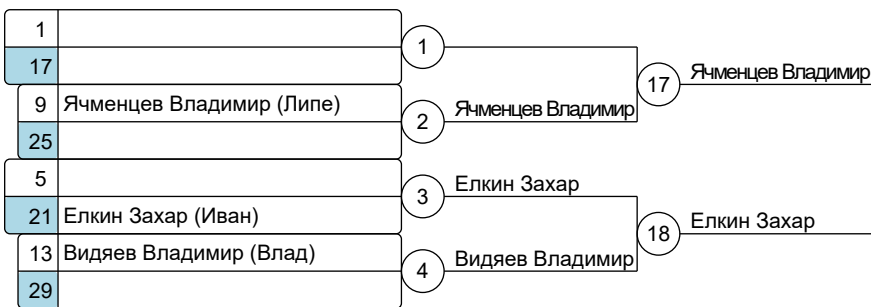 1
17
1
9 Ячменцев Владимир (Липе)
25
2
Ячменцев Владимир
17
Ячменцев Владимир
5
21 Елкин Захар (Иван)
3
Елкин Захар
13 Видяев Владимир (Влад)
29
4
Видяев Владимир
18
Елкин Захар